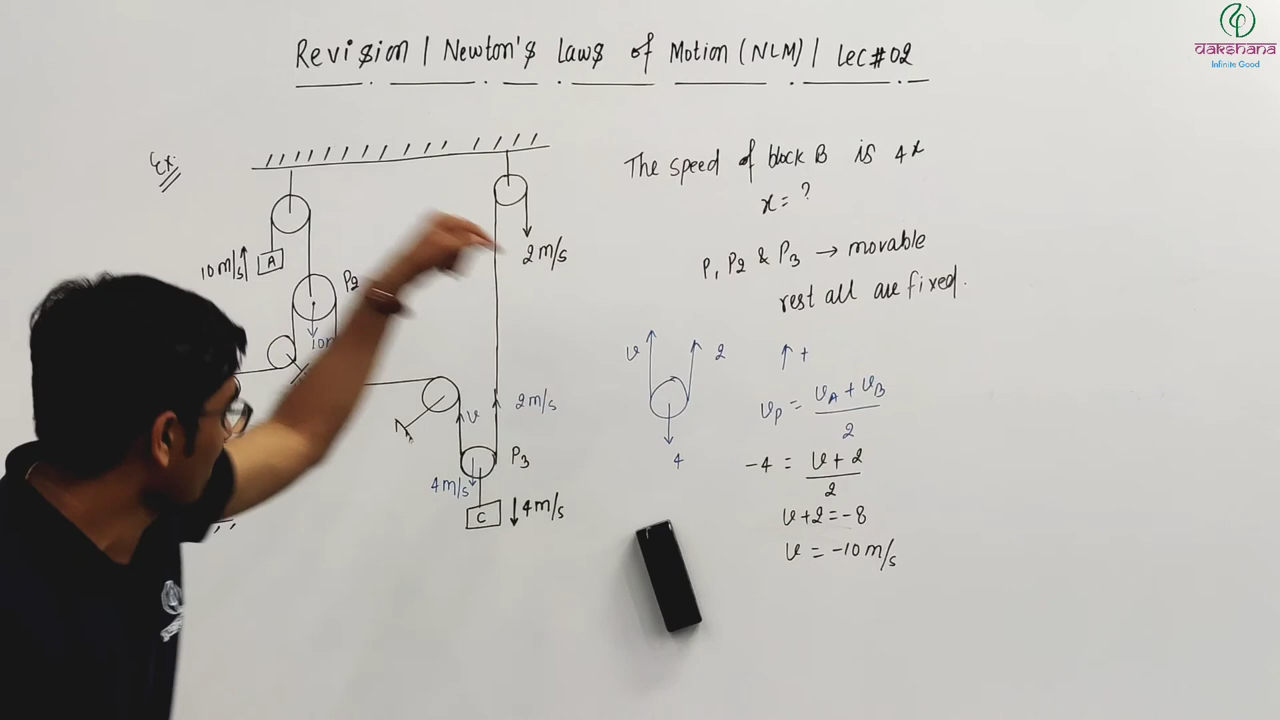 Revision | Newton's Laws of Motion (NLM) | Lec#02
dakshana
Infinite Good
Ex:
The speed of block B is 4x
x = ?
P, P2 & P3 → movable
rest all are fixed.
10 m/s ↑
A
P2
2 m/s
v
2 m/s
P3
4 m/s
C
↓ 4 m/s
v
2
4
↑ +
vP = vA + vB / 2
-4 = v + 2 / 2
v + 2 = -8
v = -10 m/s